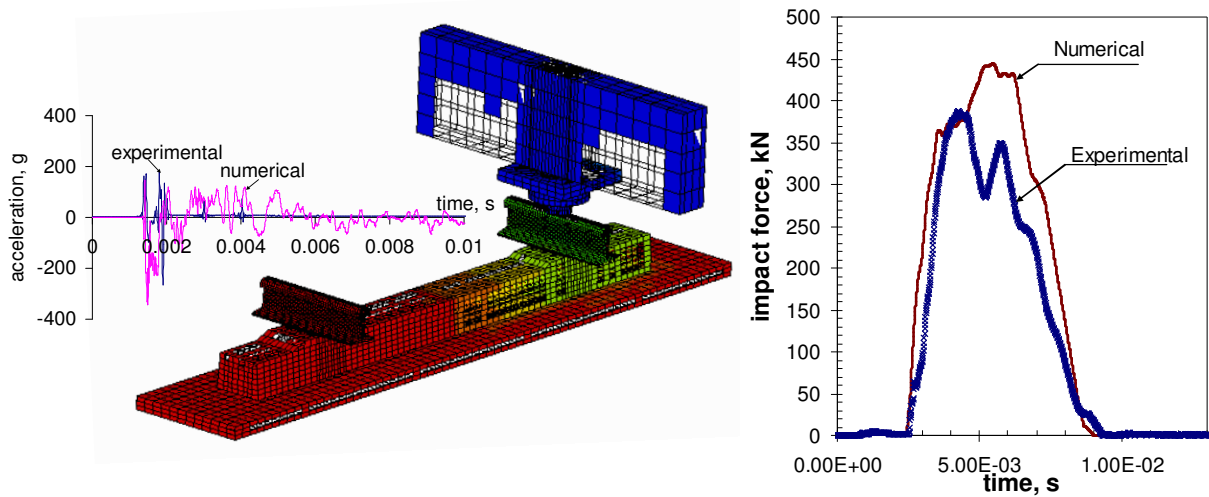 400
200
0
-200
-400
acceleration, g
experimental
numerical
time, s
0 0.002 0.004 0.006 0.008 0.01
500
450
400
350
300
250
200
150
100
50
0
impact force, kN
Numerical
Experimental
0.00E+00 5.00E-03 1.00E-02
time, s